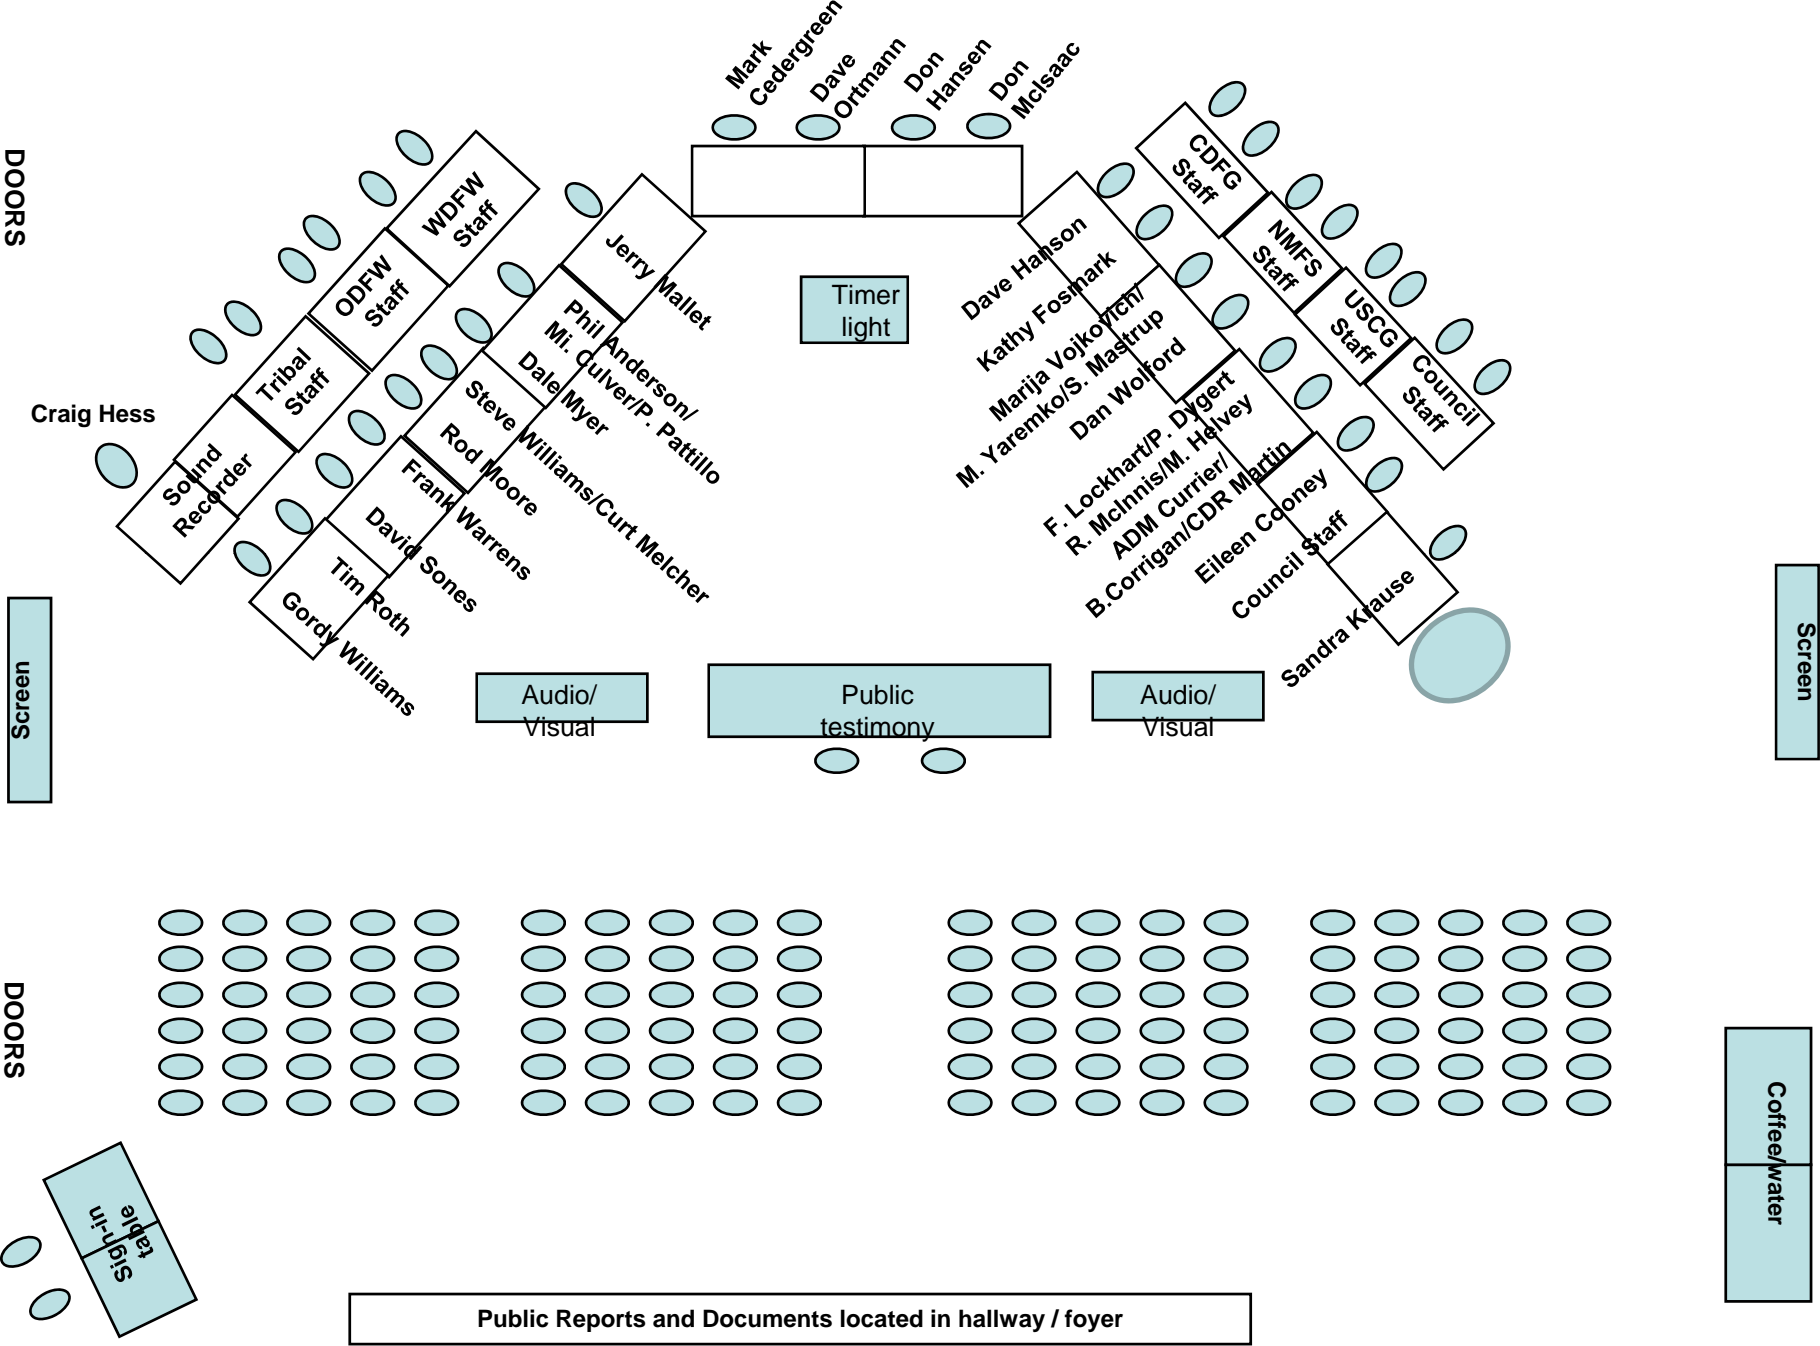 Mark
Cedergreen
Dave
Ortmann
Don
Hansen
Don
McIsaac
DOORS
WDFW
Staff
ODFW
Staff
Tribal
Staff
Sound
Recorder
Craig Hess
Jerry Mallet
Phil Anderson/
Mi. Culver/P. Pattillo
Dale Myer
Steve Williams/Curt Melcher
Rod Moore
Frank Warrens
David Sones
Tim Roth
Gordy Williams
Timer
light
CDFG
Staff
NMFS
Staff
USCG
Staff
Council
Staff
Dave Hanson
Kathy Fosmark
Marija Vojkovich/
M. Yaremko/S. Mastrup
Dan Wolford
F. Lockhart/P. Dygert
R. McInnis/M. Helvey
ADM Currier/
B.Corrigan/CDR Martin
Eileen Cooney
Council Staff
Sandra Krause
Screen
Audio/
Visual
Public
testimony
Audio/
Visual
Screen
DOORS
Coffee/water
Sign-in
table
Public Reports and Documents located in hallway / foyer